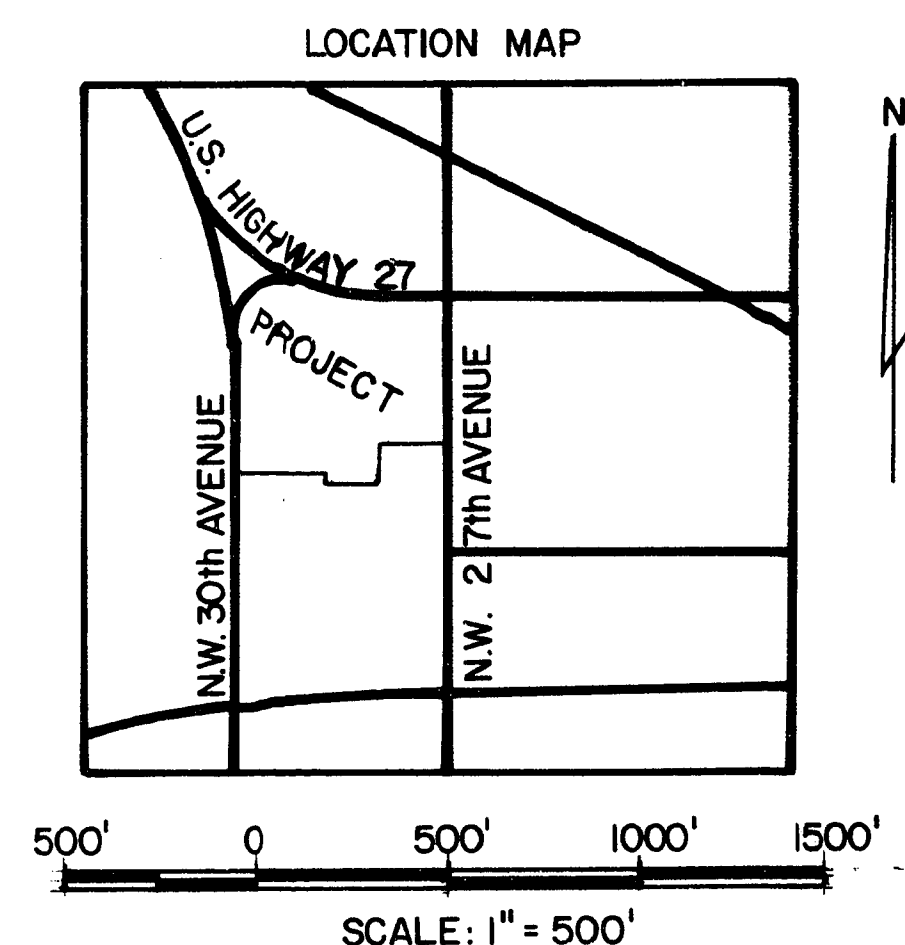 LOCATION MAP
N
U.S. HIGHWAY 27
PROJECT
N.W. 30th AVENUE
N.W. 27th AVENUE
500' 0 500' 1000' 1500'
SCALE: 1" = 500'